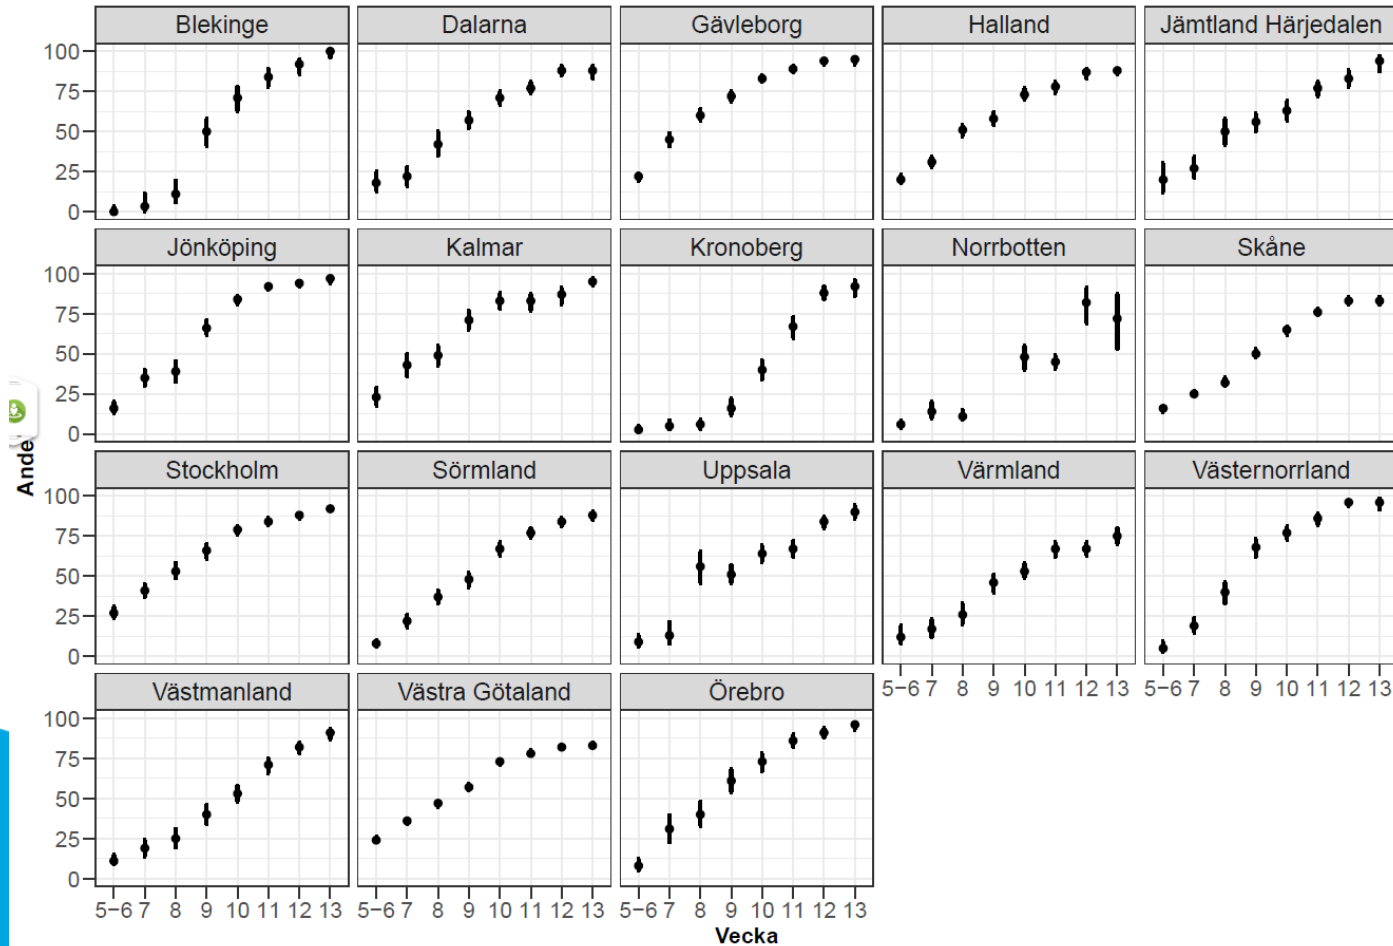 Blekinge Dalarna Gävleborg Halland Jämtland Härjedalen
100
75
50
25
0
Jönköping Kalmar Kronoberg Norrbotten Skåne
100
75
50
25
0
Stockholm Sörmland Uppsala Värmland Västernorrland
100
75
50
25
0
5−6 7 8 9 10 11 12 13 5−6 7 8 9 10 11 12 13
Västmanland Västra Götaland Örebro
100
75
50
25
0
5−6 7 8 9 10 11 12 13 5−6 7 8 9 10 11 12 13 5−6 7 8 9 10 11 12 13
Vecka